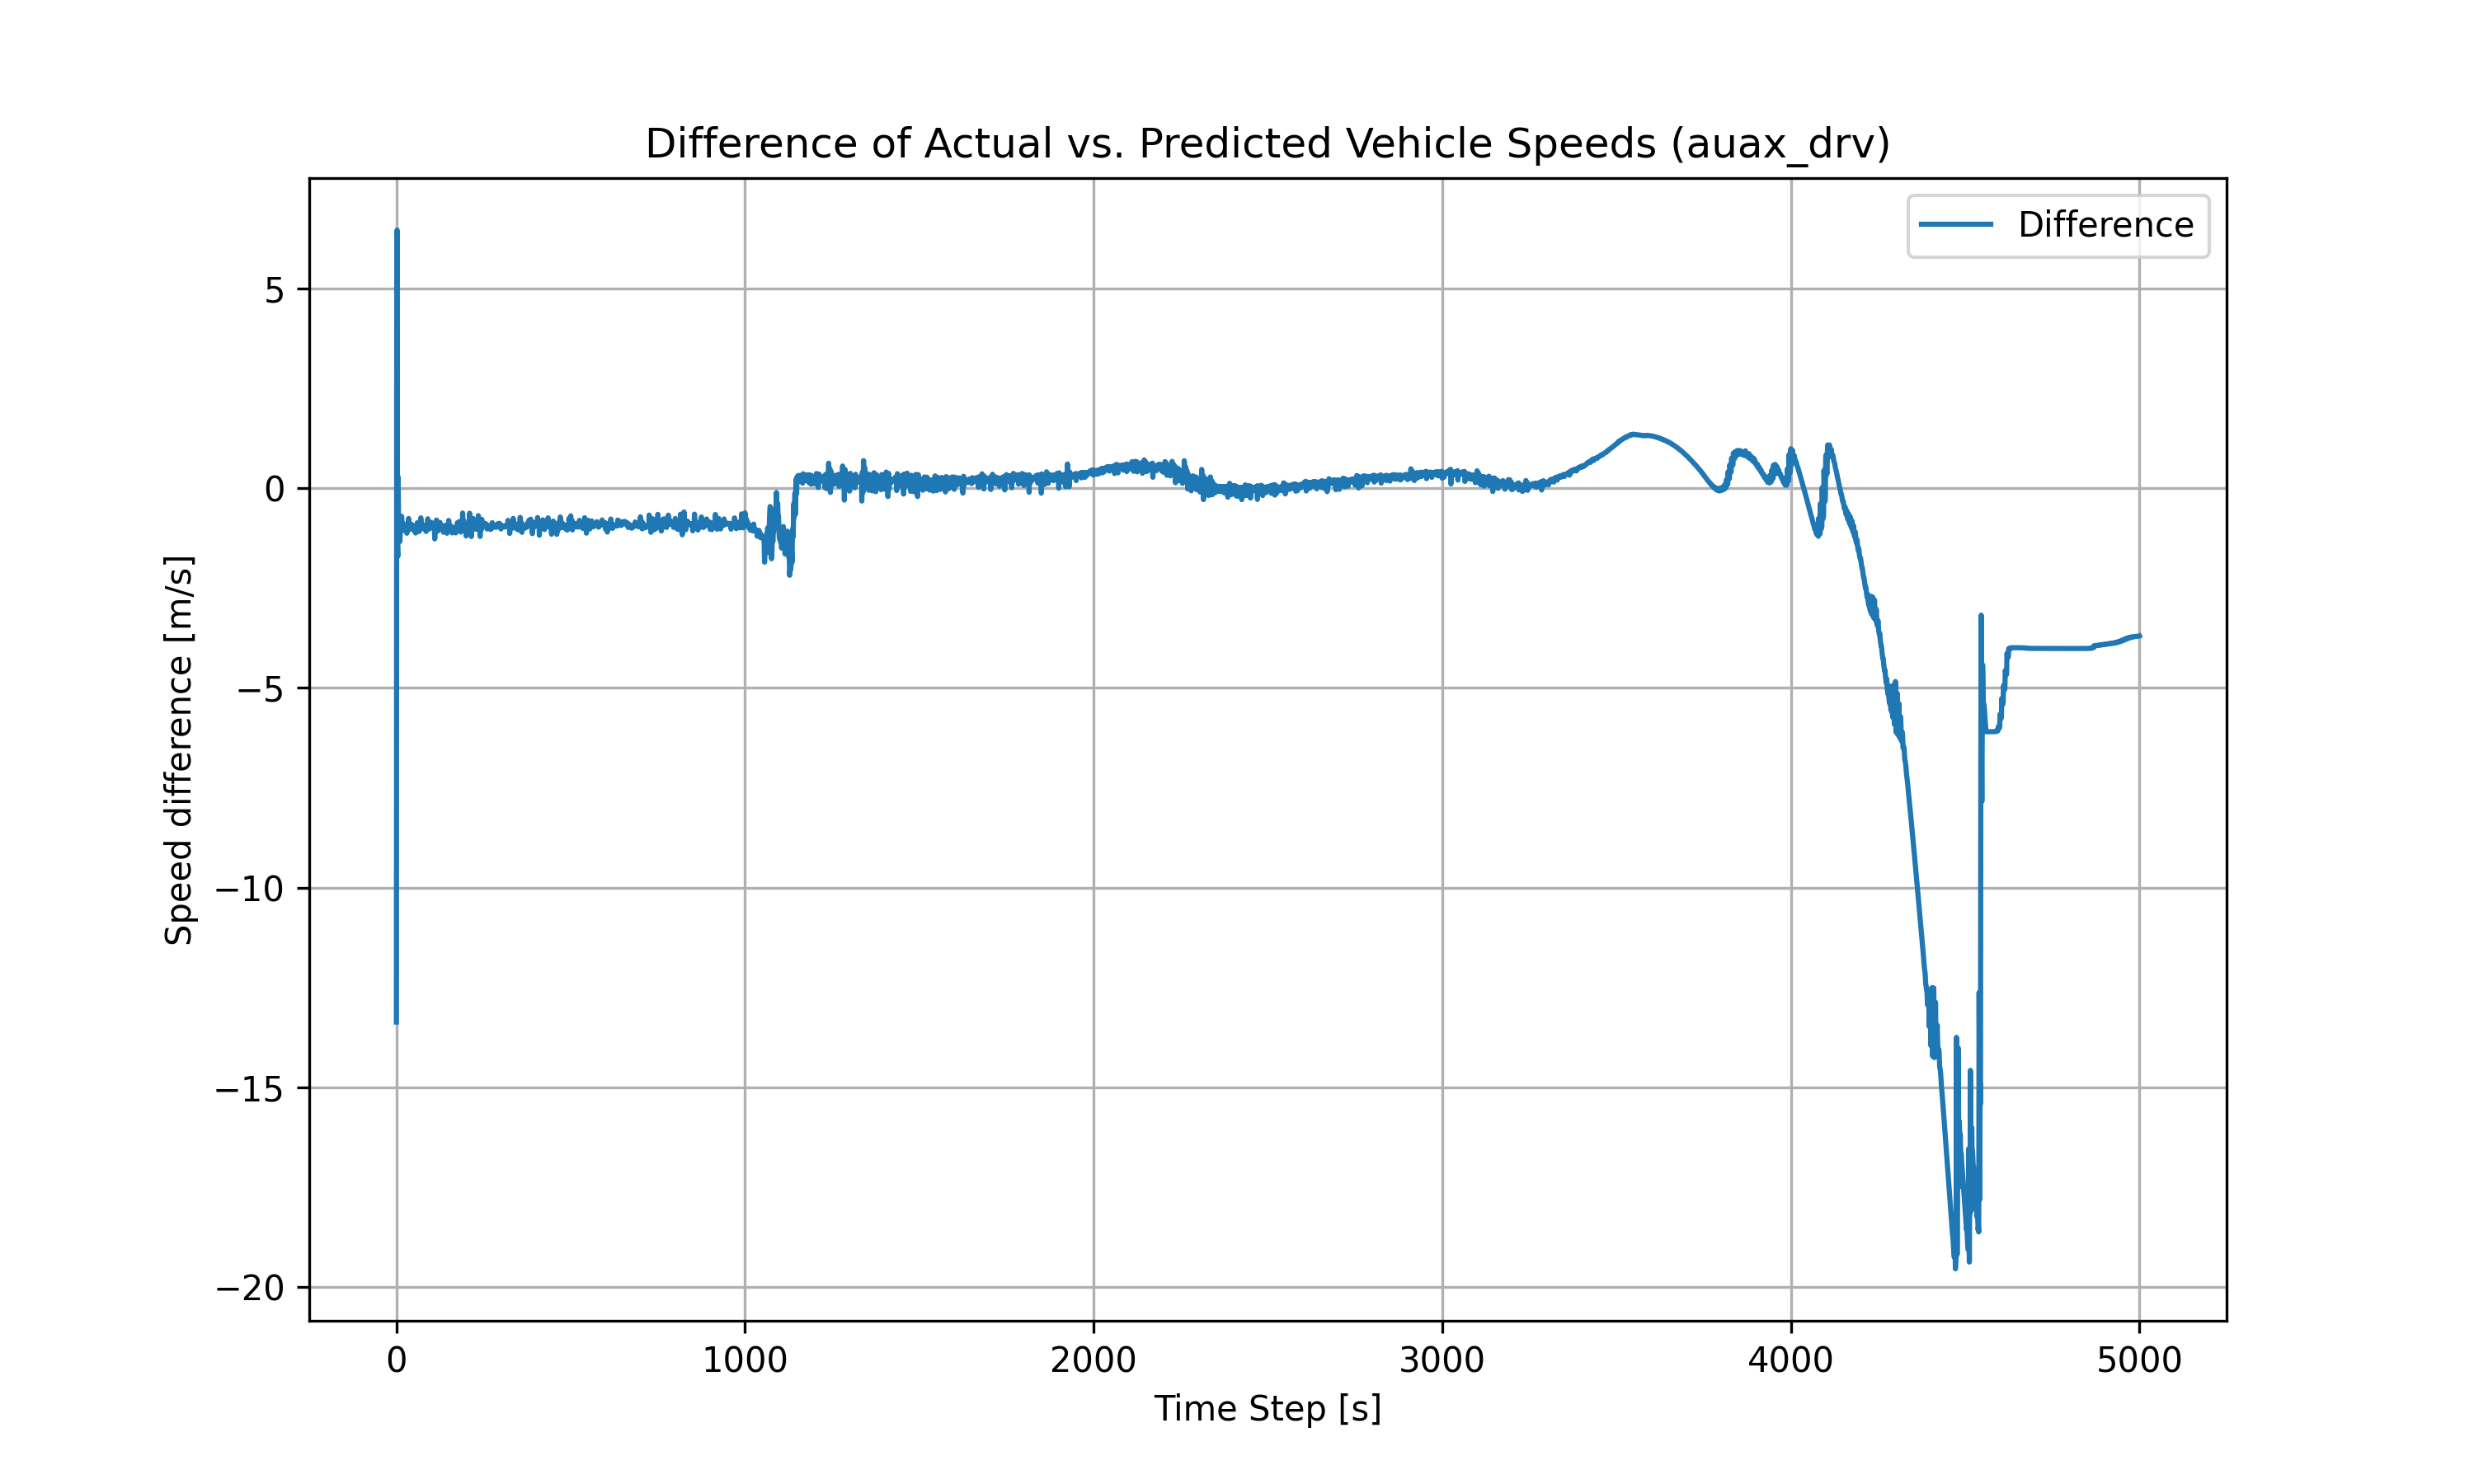 Difference of Actual vs. Predicted Vehicle Speeds (auax_drv)
Difference
5
0
−5
−10
−15
−20
Speed difference [m/s]
0 1000 2000 3000 4000 5000
Time Step [s]